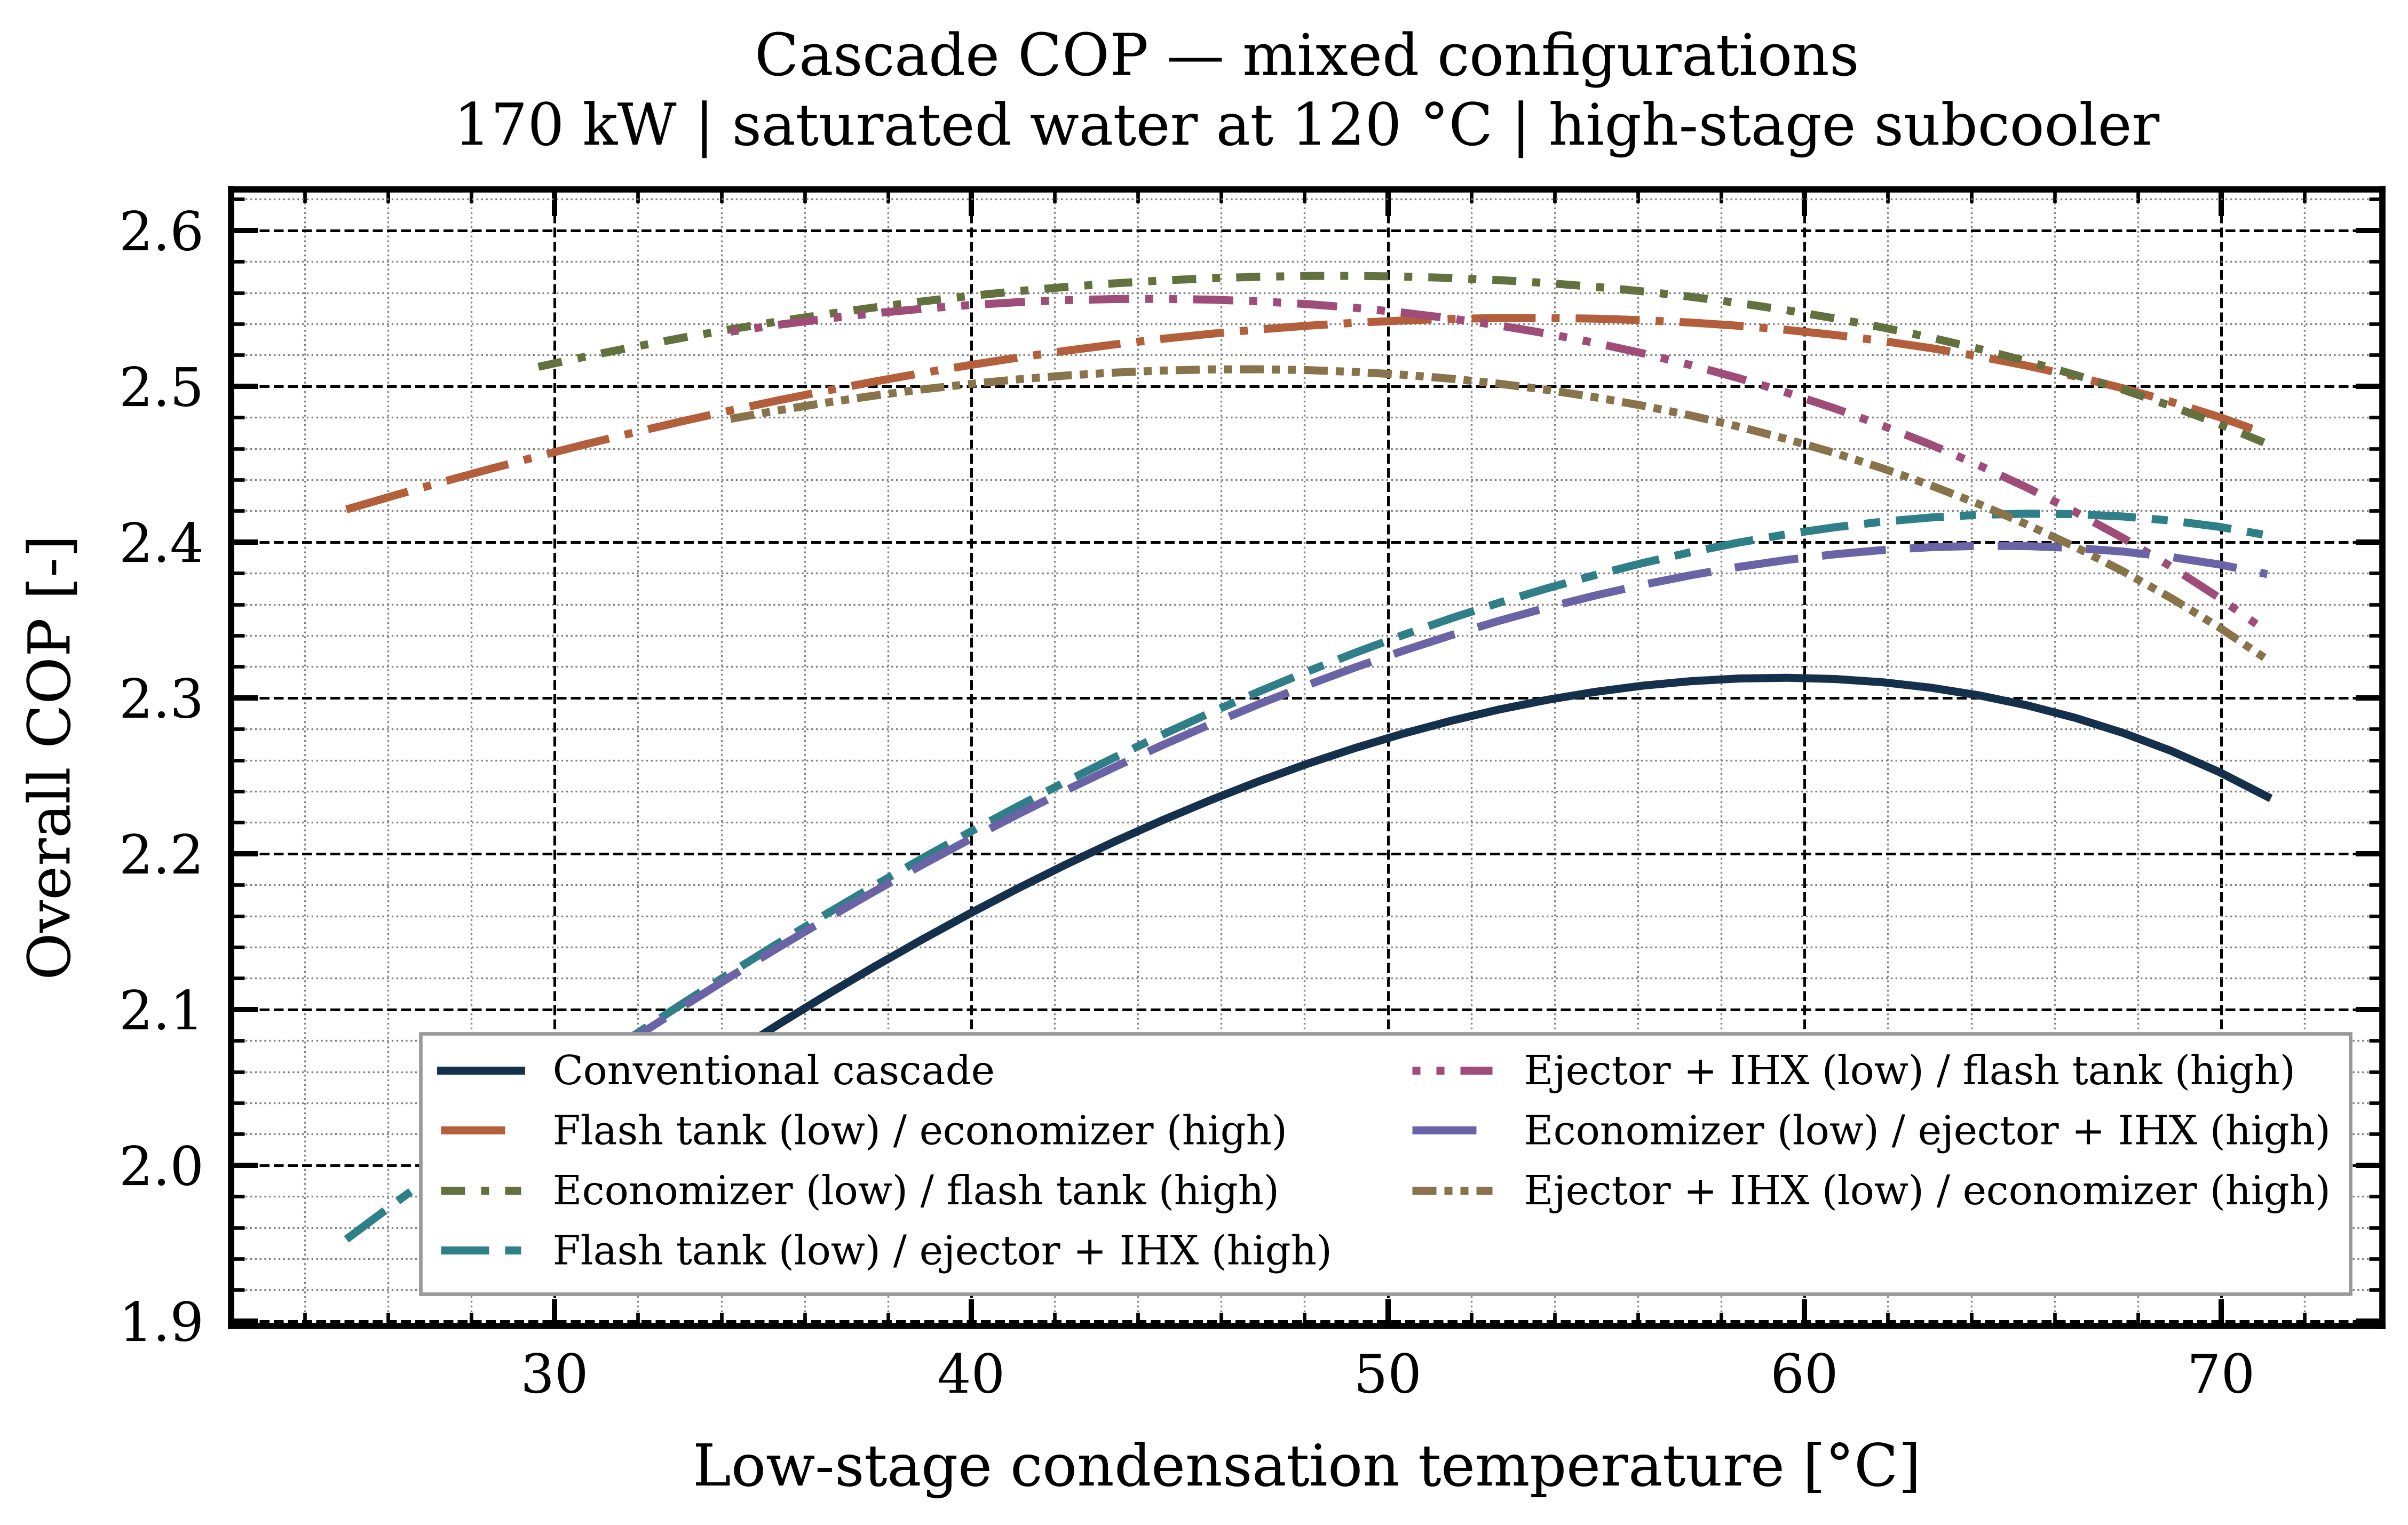 Cascade COP — mixed configurations
170 kW | saturated water at 120 °C | high-stage subcooler
Overall COP [-]
2.6
2.5
2.4
2.3
2.2
2.1
2.0
1.9
Conventional cascade
Flash tank (low) / economizer (high)
Economizer (low) / flash tank (high)
Flash tank (low) / ejector + IHX (high)
Ejector + IHX (low) / flash tank (high)
Economizer (low) / ejector + IHX (high)
Ejector + IHX (low) / economizer (high)
30 40 50 60 70
Low-stage condensation temperature [°C]